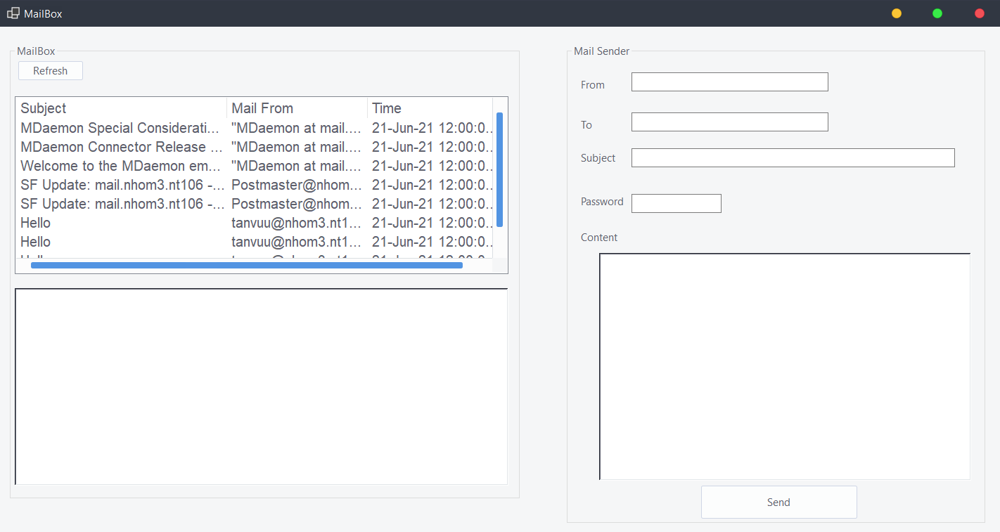 MailBox
MailBox
Refresh
Subject Mail From Time
MDaemon Special Considerati... "MDaemon at mail.... 21-Jun-21 12:00:0...
MDaemon Connector Release ... "MDaemon at mail.... 21-Jun-21 12:00:0...
Welcome to the MDaemon em... "MDaemon at mail.... 21-Jun-21 12:00:0...
SF Update: mail.nhom3.nt106 -... Postmaster@nhom... 21-Jun-21 12:00:0...
SF Update: mail.nhom3.nt106 -... Postmaster@nhom... 21-Jun-21 12:00:0...
Hello tanvuu@nhom3.nt1... 21-Jun-21 12:00:0...
Hello tanvuu@nhom3.nt1... 21-Jun-21 12:00:0...
Mail Sender
From
To
Subject
Password
Content
Send